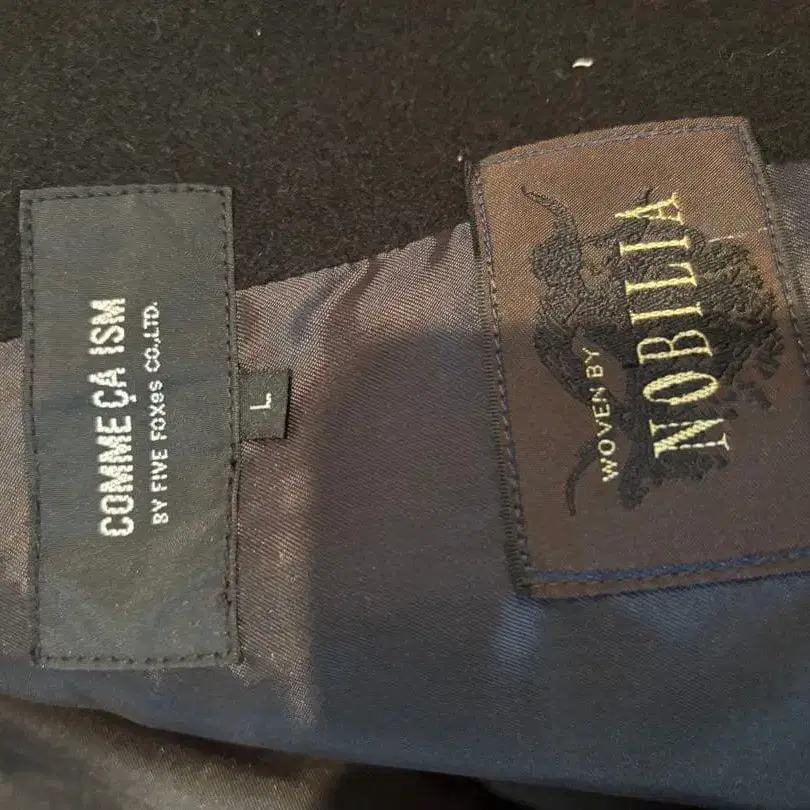 COMME ÇA ISM
BY FIVE FOXes CO.,LTD.
L
WOVEN BY
NOBILIA